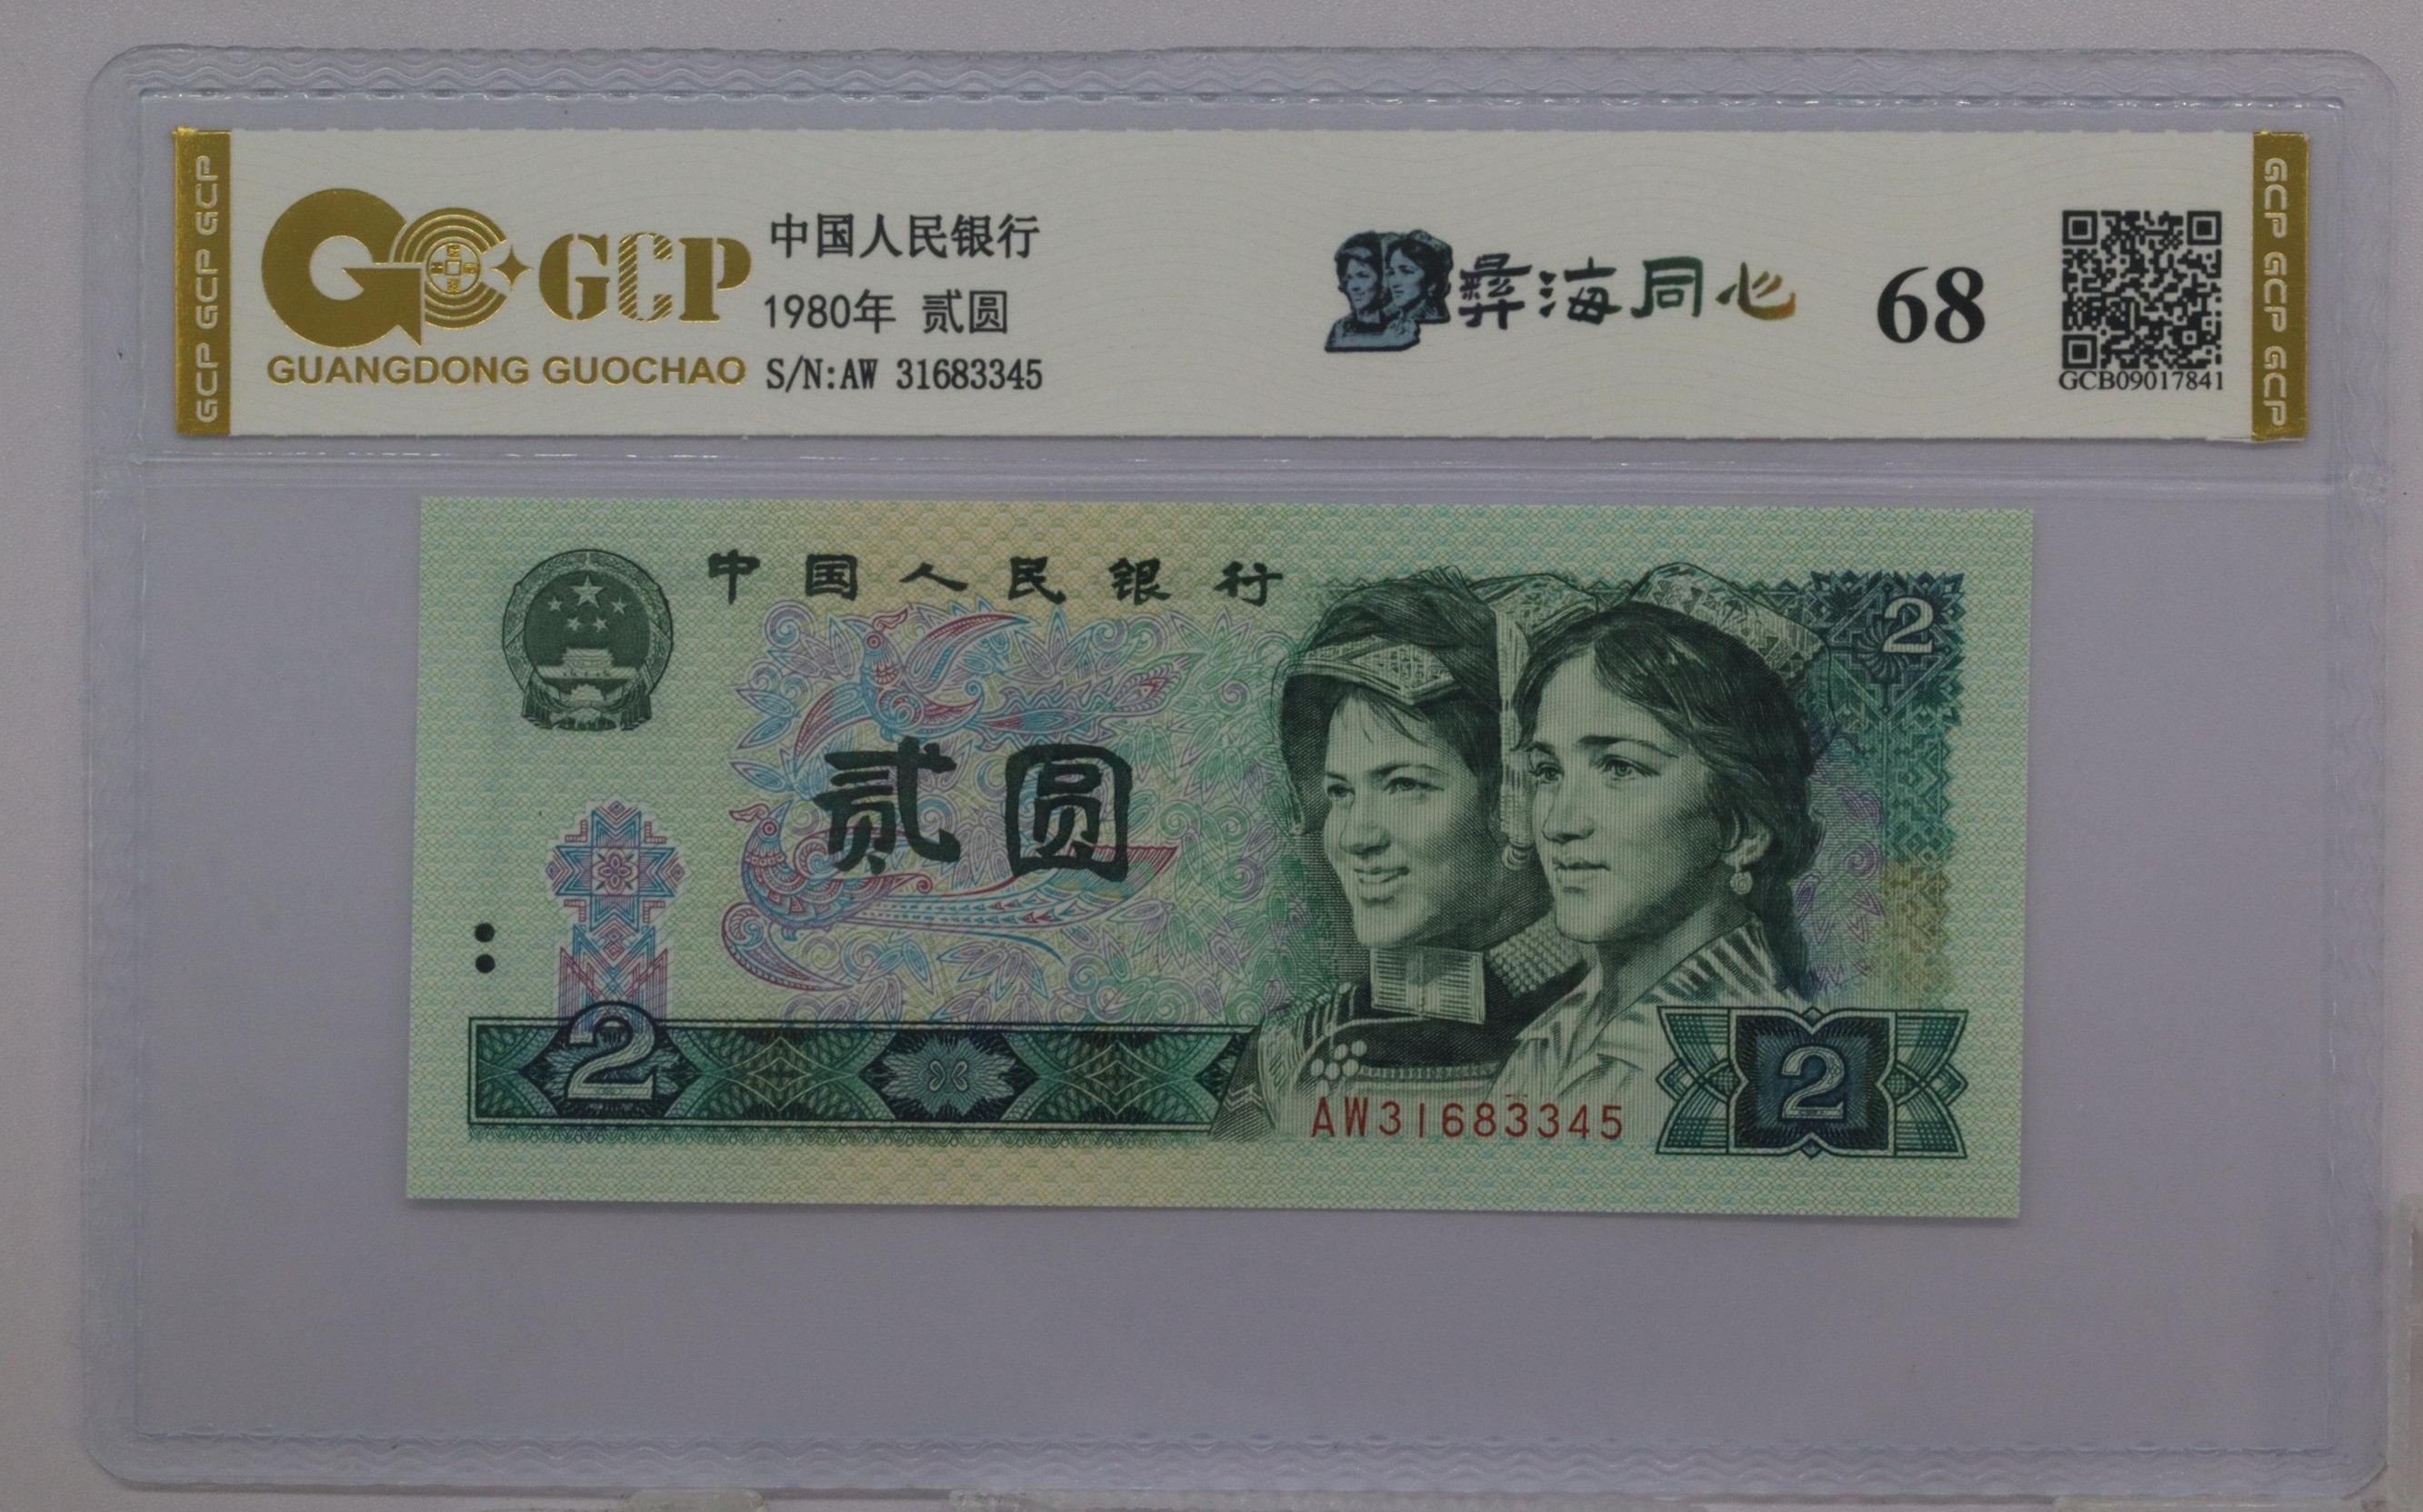 GCP GCP GCP
GCP
GUANGDONG GUOCHAO
中国人民银行
1980年 贰圆
S/N:AW 31683345
彝海同心
68
GCB09017841
GCP GCP GCP
中国人民银行
2
贰圆
2
AW31683345
2